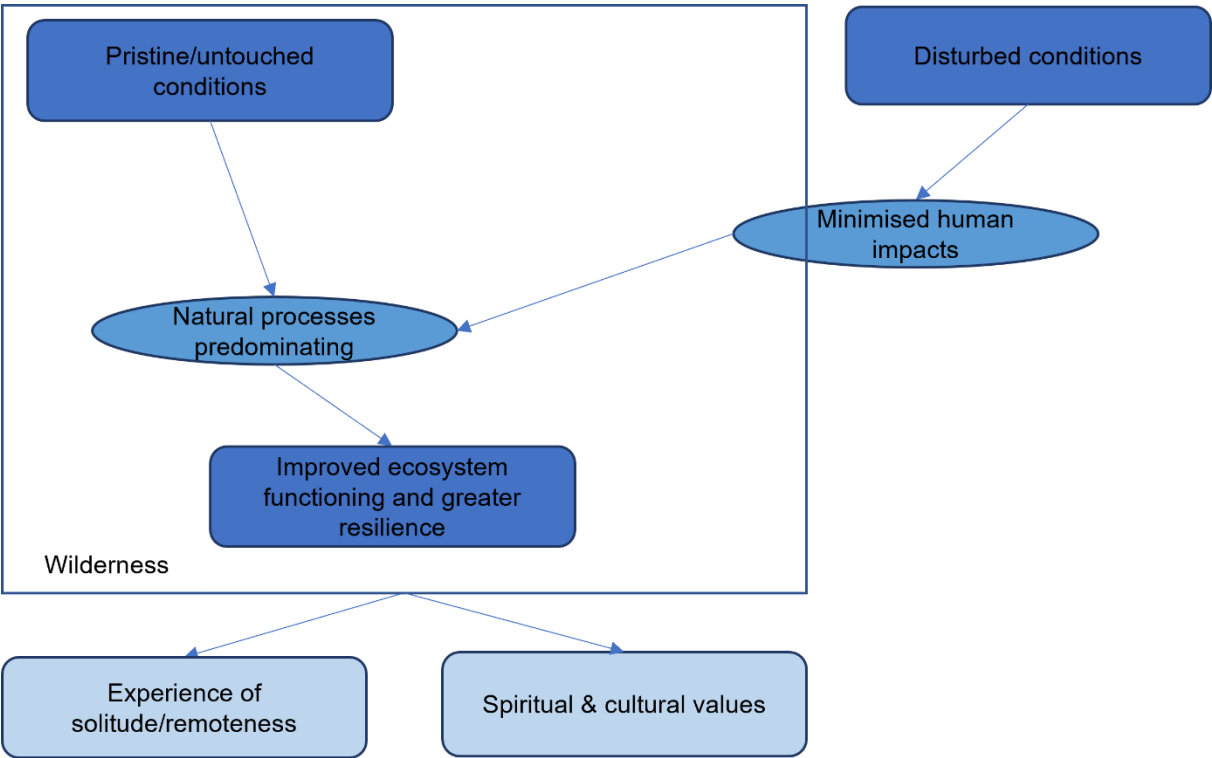 Pristine/untouched
conditions
Disturbed conditions
Minimised human
impacts
Natural processes
predominating
Improved ecosystem
functioning and greater
resilience
Wilderness
Experience of
solitude/remoteness
Spiritual & cultural values